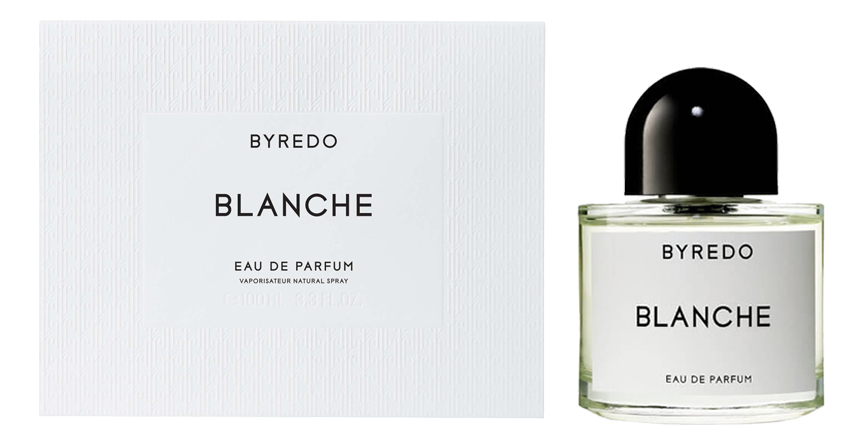 BYREDO
BLANCHE
EAU DE PARFUM
VAPORISATEUR NATURAL SPRAY
BYREDO
BLANCHE
EAU DE PARFUM